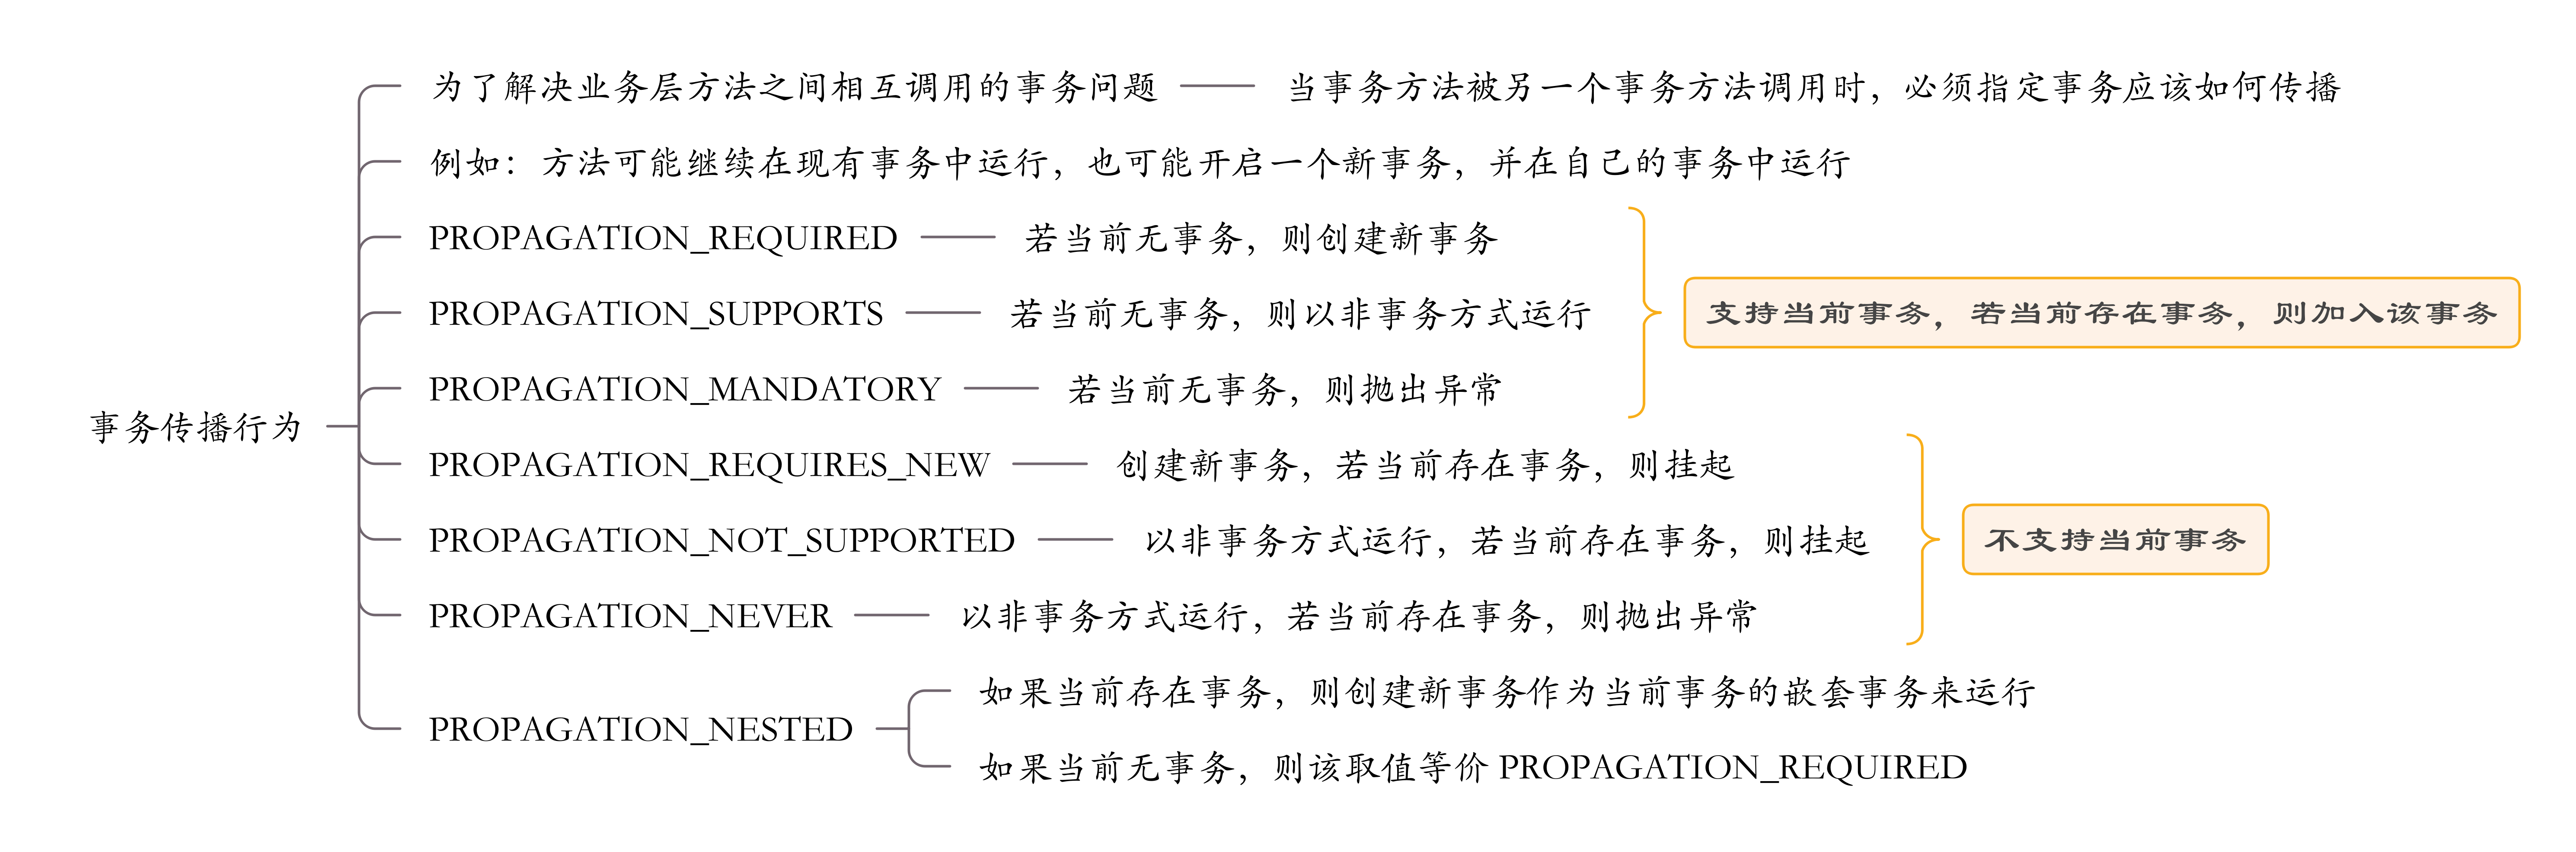 事务传播行为
为了解决业务层方法之间相互调用的事务问题
当事务方法被另一个事务方法调用时，必须指定事务应该如何传播
例如：方法可能继续在现有事务中运行，也可能开启一个新事务，并在自己的事务中运行
PROPAGATION_REQUIRED
若当前无事务，则创建新事务
PROPAGATION_SUPPORTS
若当前无事务，则以非事务方式运行
PROPAGATION_MANDATORY
若当前无事务，则抛出异常
支持当前事务，若当前存在事务，则加入该事务
PROPAGATION_REQUIRES_NEW
创建新事务，若当前存在事务，则挂起
PROPAGATION_NOT_SUPPORTED
以非事务方式运行，若当前存在事务，则挂起
PROPAGATION_NEVER
以非事务方式运行，若当前存在事务，则抛出异常
不支持当前事务
PROPAGATION_NESTED
如果当前存在事务，则创建新事务作为当前事务的嵌套事务来运行
如果当前无事务，则该取值等价 PROPAGATION_REQUIRED